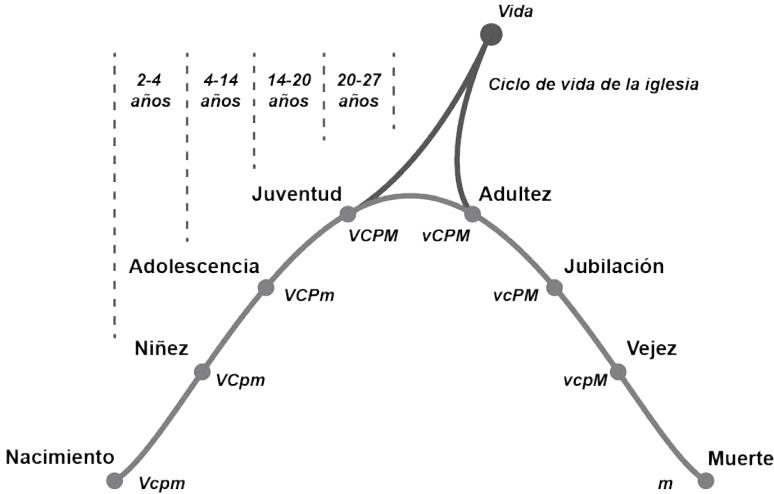 Vida
Ciclo de vida de la iglesia
2-4
años
4-14
años
14-20
años
20-27
años
Juventud
Adultez
VCPM
vCPM
Adolescencia
Jubilación
VCPm
vcPM
Niñez
Vejez
VCpm
vcpM
Nacimiento
Muerte
Vcpm
m